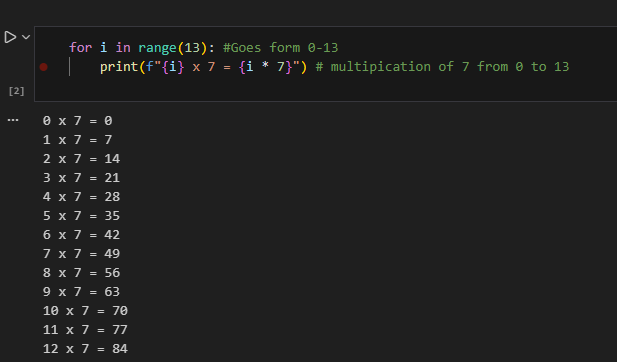 for i in range(13): #Goes form 0-13
print(f"{i} x 7 = {i * 7}") # multipication of 7 from 0 to 13
[2]
...
0 x 7 = 0
1 x 7 = 7
2 x 7 = 14
3 x 7 = 21
4 x 7 = 28
5 x 7 = 35
6 x 7 = 42
7 x 7 = 49
8 x 7 = 56
9 x 7 = 63
10 x 7 = 70
11 x 7 = 77
12 x 7 = 84